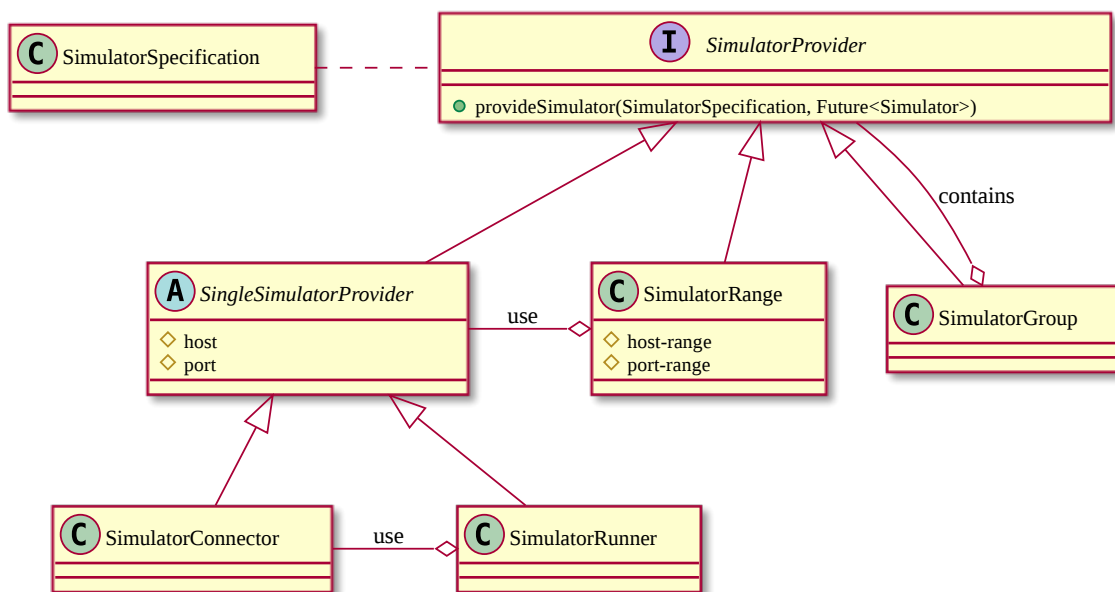 C SimulatorSpecification
I SimulatorProvider
provideSimulator(SimulatorSpecification, Future<Simulator>)
contains
A SingleSimulatorProvider
host
port
use
C SimulatorRange
host-range
port-range
C SimulatorGroup
C SimulatorConnector
use
C SimulatorRunner